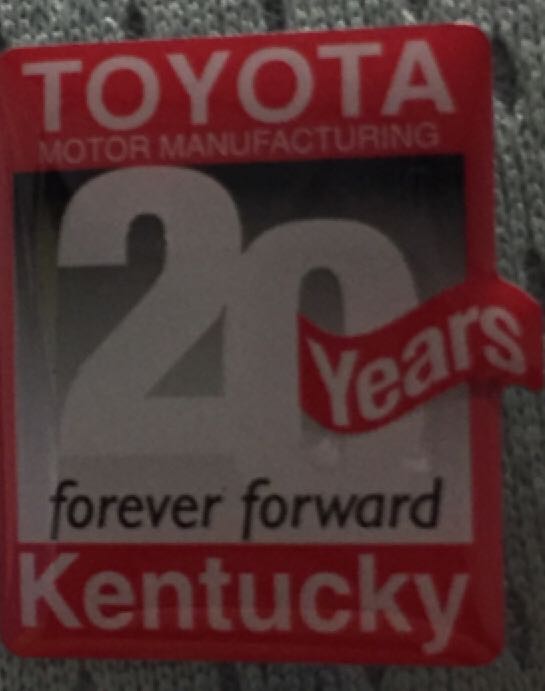 TOYOTA
MOTOR MANUFACTURING
20
Years
forever forward
Kentucky